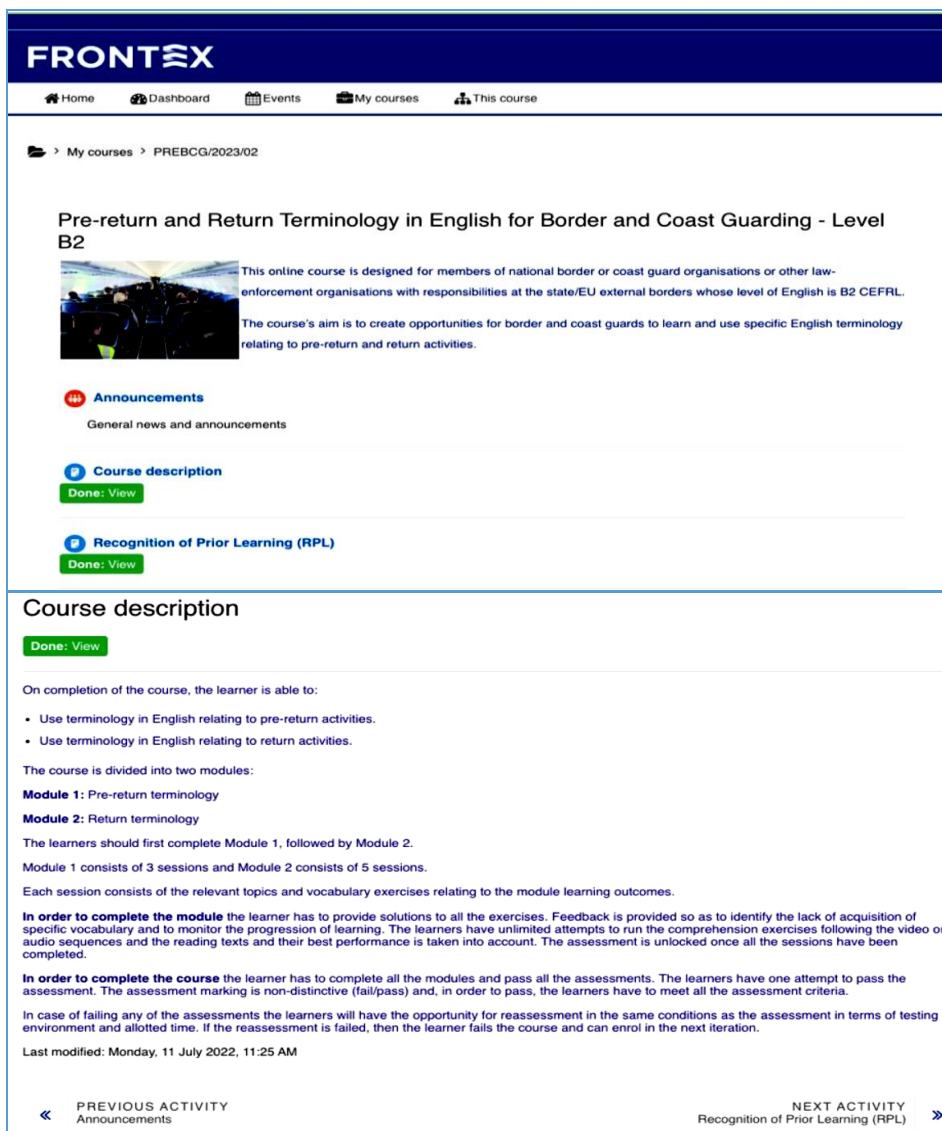 FRONTEX
Home Dashboard Events My courses This course
> My courses > PREBCG/2023/02
Pre-return and Return Terminology in English for Border and Coast Guarding - Level
B2
This online course is designed for members of national border or coast guard organisations or other law-
enforcement organisations with responsibilities at the state/EU external borders whose level of English is B2 CEFRL.
The course's aim is to create opportunities for border and coast guards to learn and use specific English terminology
relating to pre-return and return activities.
Announcements
General news and announcements
Course description
Done: View
Recognition of Prior Learning (RPL)
Done: View
Course description
Done: View
On completion of the course, the learner is able to:
• Use terminology in English relating to pre-return activities.
• Use terminology in English relating to return activities.
The course is divided into two modules:
Module 1: Pre-return terminology
Module 2: Return terminology
The learners should first complete Module 1, followed by Module 2.
Module 1 consists of 3 sessions and Module 2 consists of 5 sessions.
Each session consists of the relevant topics and vocabulary exercises relating to the module learning outcomes.
In order to complete the module the learner has to provide solutions to all the exercises. Feedback is provided so as to identify the lack of acquisition of
specific vocabulary and to monitor the progression of learning. The learners have unlimited attempts to run the comprehension exercises following the video or
audio sequences and the reading texts and their best performance is taken into account. The assessment is unlocked once all the sessions have been
completed.
In order to complete the course the learner has to complete all the modules and pass all the assessments. The learners have one attempt to pass the
assessment. The assessment marking is non-distinctive (fail/pass) and, in order to pass, the learners have to meet all the assessment criteria.
In case of failing any of the assessments the learners will have the opportunity for reassessment in the same conditions as the assessment in terms of testing
environment and allotted time. If the reassessment is failed, then the learner fails the course and can enrol in the next iteration.
Last modified: Monday, 11 July 2022, 11:25 AM
« PREVIOUS ACTIVITY
Announcements
NEXT ACTIVITY »
Recognition of Prior Learning (RPL)